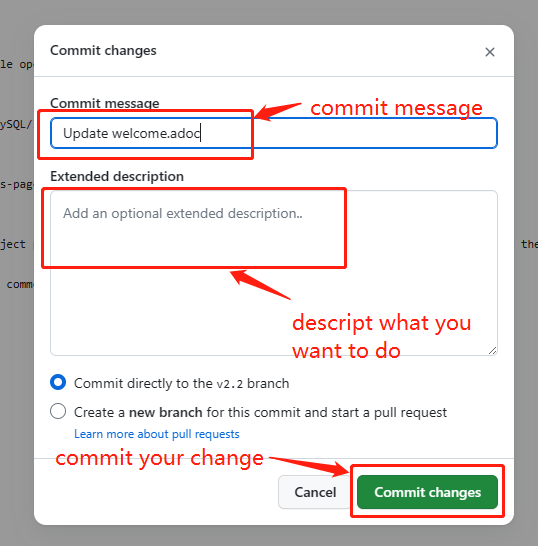 Commit changes
le ope
Commit message
commit message
ySQL/
Update welcome.adoc
Extended description
s-page
Add an optional extended description..
ject
the
comm
descript what you
want to do
Commit directly to the v2.2 branch
Create a new branch for this commit and start a pull request
Learn more about pull requests
commit your change
Cancel
Commit changes